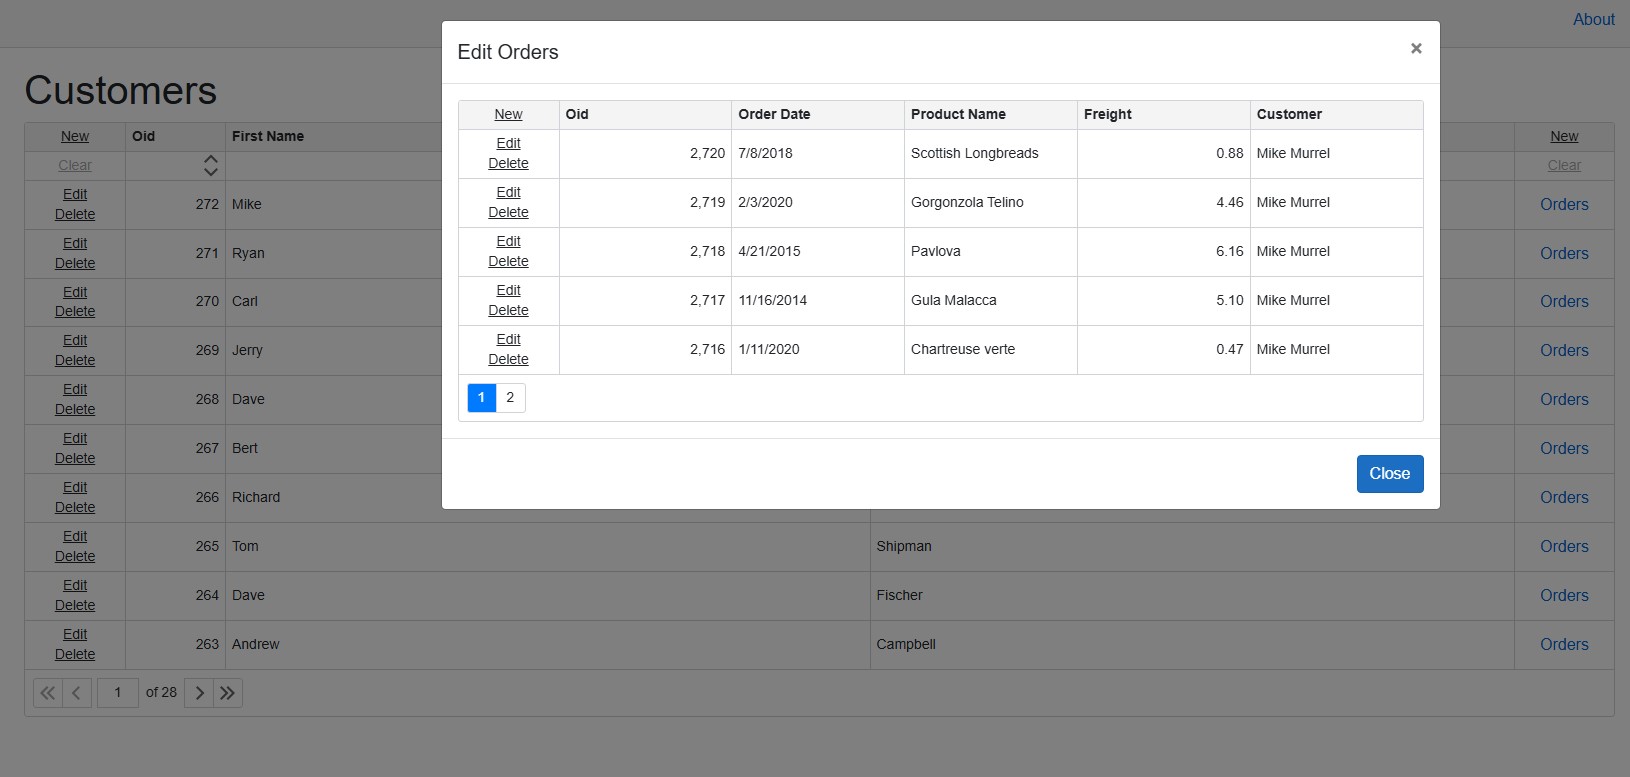 About
Edit Orders ×
Customers
New Oid Order Date Product Name Freight Customer
Edit Delete 2,720 7/8/2018 Scottish Longbreads 0.88 Mike Murrel
Edit Delete 2,719 2/3/2020 Gorgonzola Telino 4.46 Mike Murrel
Edit Delete 2,718 4/21/2015 Pavlova 6.16 Mike Murrel
Edit Delete 2,717 11/16/2014 Gula Malacca 5.10 Mike Murrel
Edit Delete 2,716 1/11/2020 Chartreuse verte 0.47 Mike Murrel
1 2
Close
New Oid First Name New
Clear Clear
Edit Delete 272 Mike Orders
Edit Delete 271 Ryan Orders
Edit Delete 270 Carl Orders
Edit Delete 269 Jerry Orders
Edit Delete 268 Dave Orders
Edit Delete 267 Bert Orders
Edit Delete 266 Richard Orders
Edit Delete 265 Tom Shipman Orders
Edit Delete 264 Dave Fischer Orders
Edit Delete 263 Andrew Campbell Orders
1 of 28